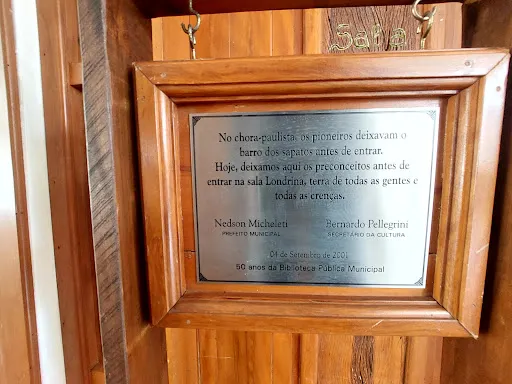 Sala
No chora-paulista, os pioneiros deixavam o
barro dos sapatos antes de entrar.
Hoje, deixamos aqui os preconceitos antes de
entrar na sala Londrina, terra de todas as gentes e
todas as crenças.
Nedson Micheleti Bernardo Pellegrini
PREFEITO MUNICIPAL SECRETÁRIO DA CULTURA
04 de Setembro de 2001
50 anos da Biblioteca Pública Municipal